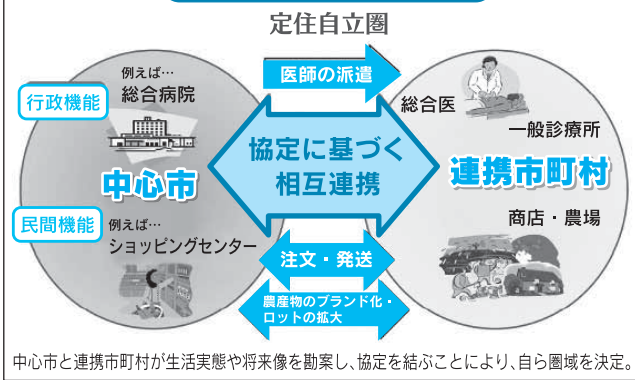 定住自立圏
例えば…
行政機能
総合病院
中心市
民間機能
例えば…
ショッピングセンター
医師の派遣
協定に基づく
相互連携
注文・発送
農産物のブランド化・
ロットの拡大
総合医
一般診療所
連携市町村
商店・農場
中心市と連携市町村が生活実態や将来像を勘案し、協定を結ぶことにより、自ら圏域を決定。